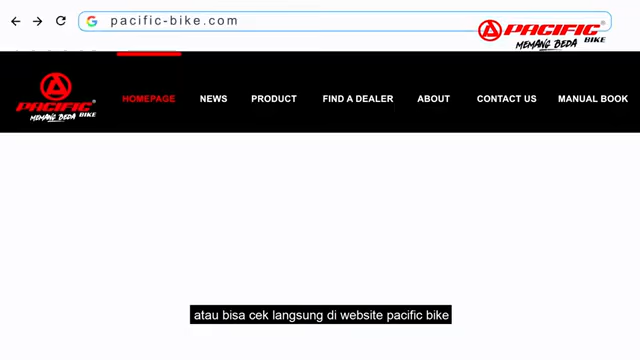 pacific-bike.com
PACIFIC BIKE
MEMANG BEDA
PACIFIC BIKE
MEMANG BEDA
HOMEPAGE
NEWS
PRODUCT
FIND A DEALER
ABOUT
CONTACT US
MANUAL BOOK
atau bisa cek langsung di website pacific bike